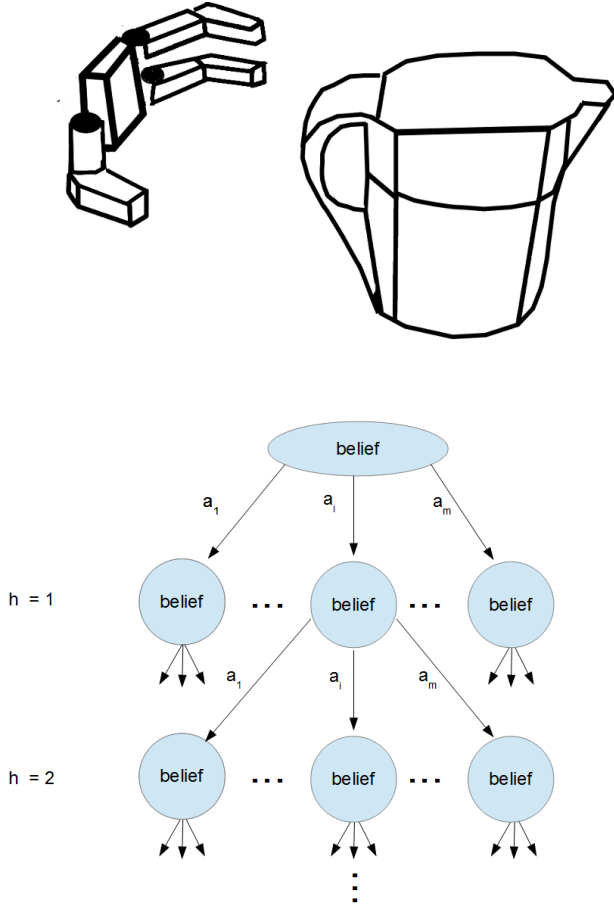 belief
a₁ aᵢ aₘ
h = 1 belief ... belief ... belief
a₁ aᵢ aₘ
h = 2 belief ... belief ... belief